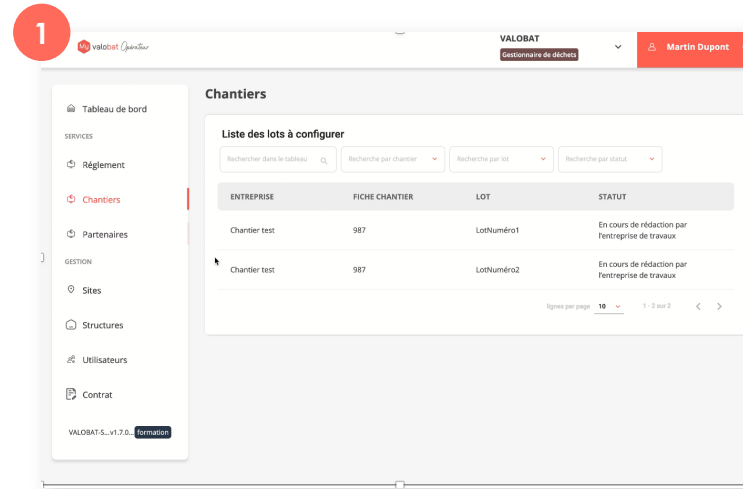 1
My valobat Opérateur
VALOBAT
Gestionnaire de déchets
Martin Dupont
Tableau de bord
SERVICES
Réglement
Chantiers
Partenaires
GESTION
Sites
Structures
Utilisateurs
Contrat
VALOBAT-S...v1.7.0... formation
Chantiers
Liste des lots à configurer
Rechercher dans le tableau
Recherche par chantier
Recherche par lot
Recherche par statut
ENTREPRISE FICHE CHANTIER LOT STATUT
Chantier test 987 LotNuméro1 En cours de rédaction par
l'entreprise de travaux
Chantier test 987 LotNuméro2 En cours de rédaction par
l'entreprise de travaux
lignes par page 10 1 - 2 sur 2